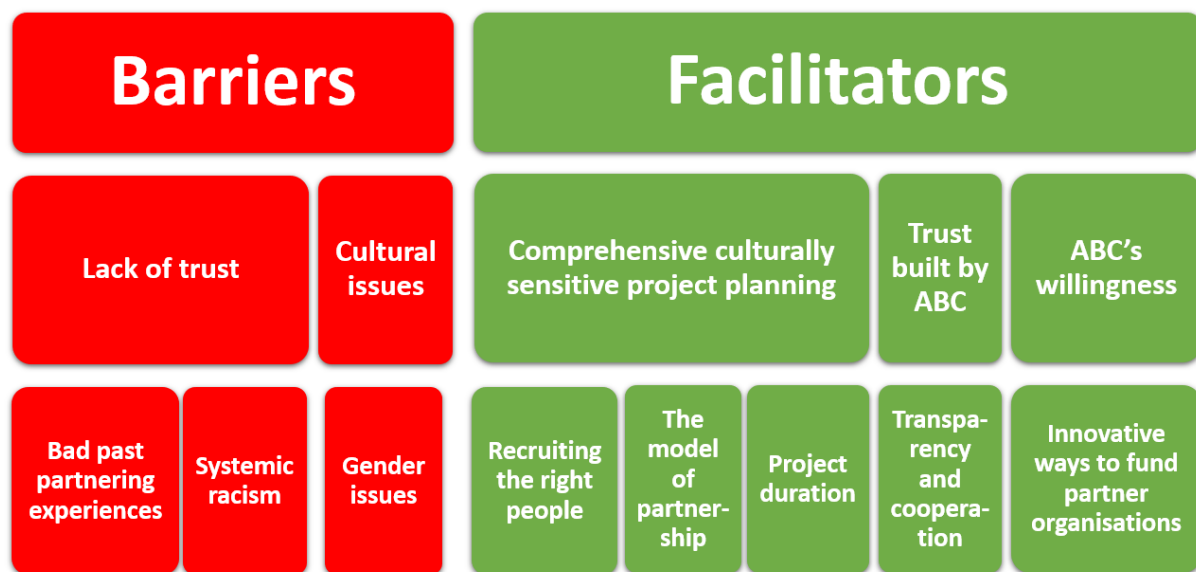 Barriers
Facilitators
Lack of trust
Cultural
issues
Comprehensive culturally
sensitive project planning
Trust
built by
ABC
ABC's
willingness
Bad past
partnering
experiences
Systemic
racism
Gender
issues
Recruiting
the right
people
The
model
of
partner-
ship
Project
duration
Transpa-
rency
and
coopera-
tion
Innovative
ways to fund
partner
organisations